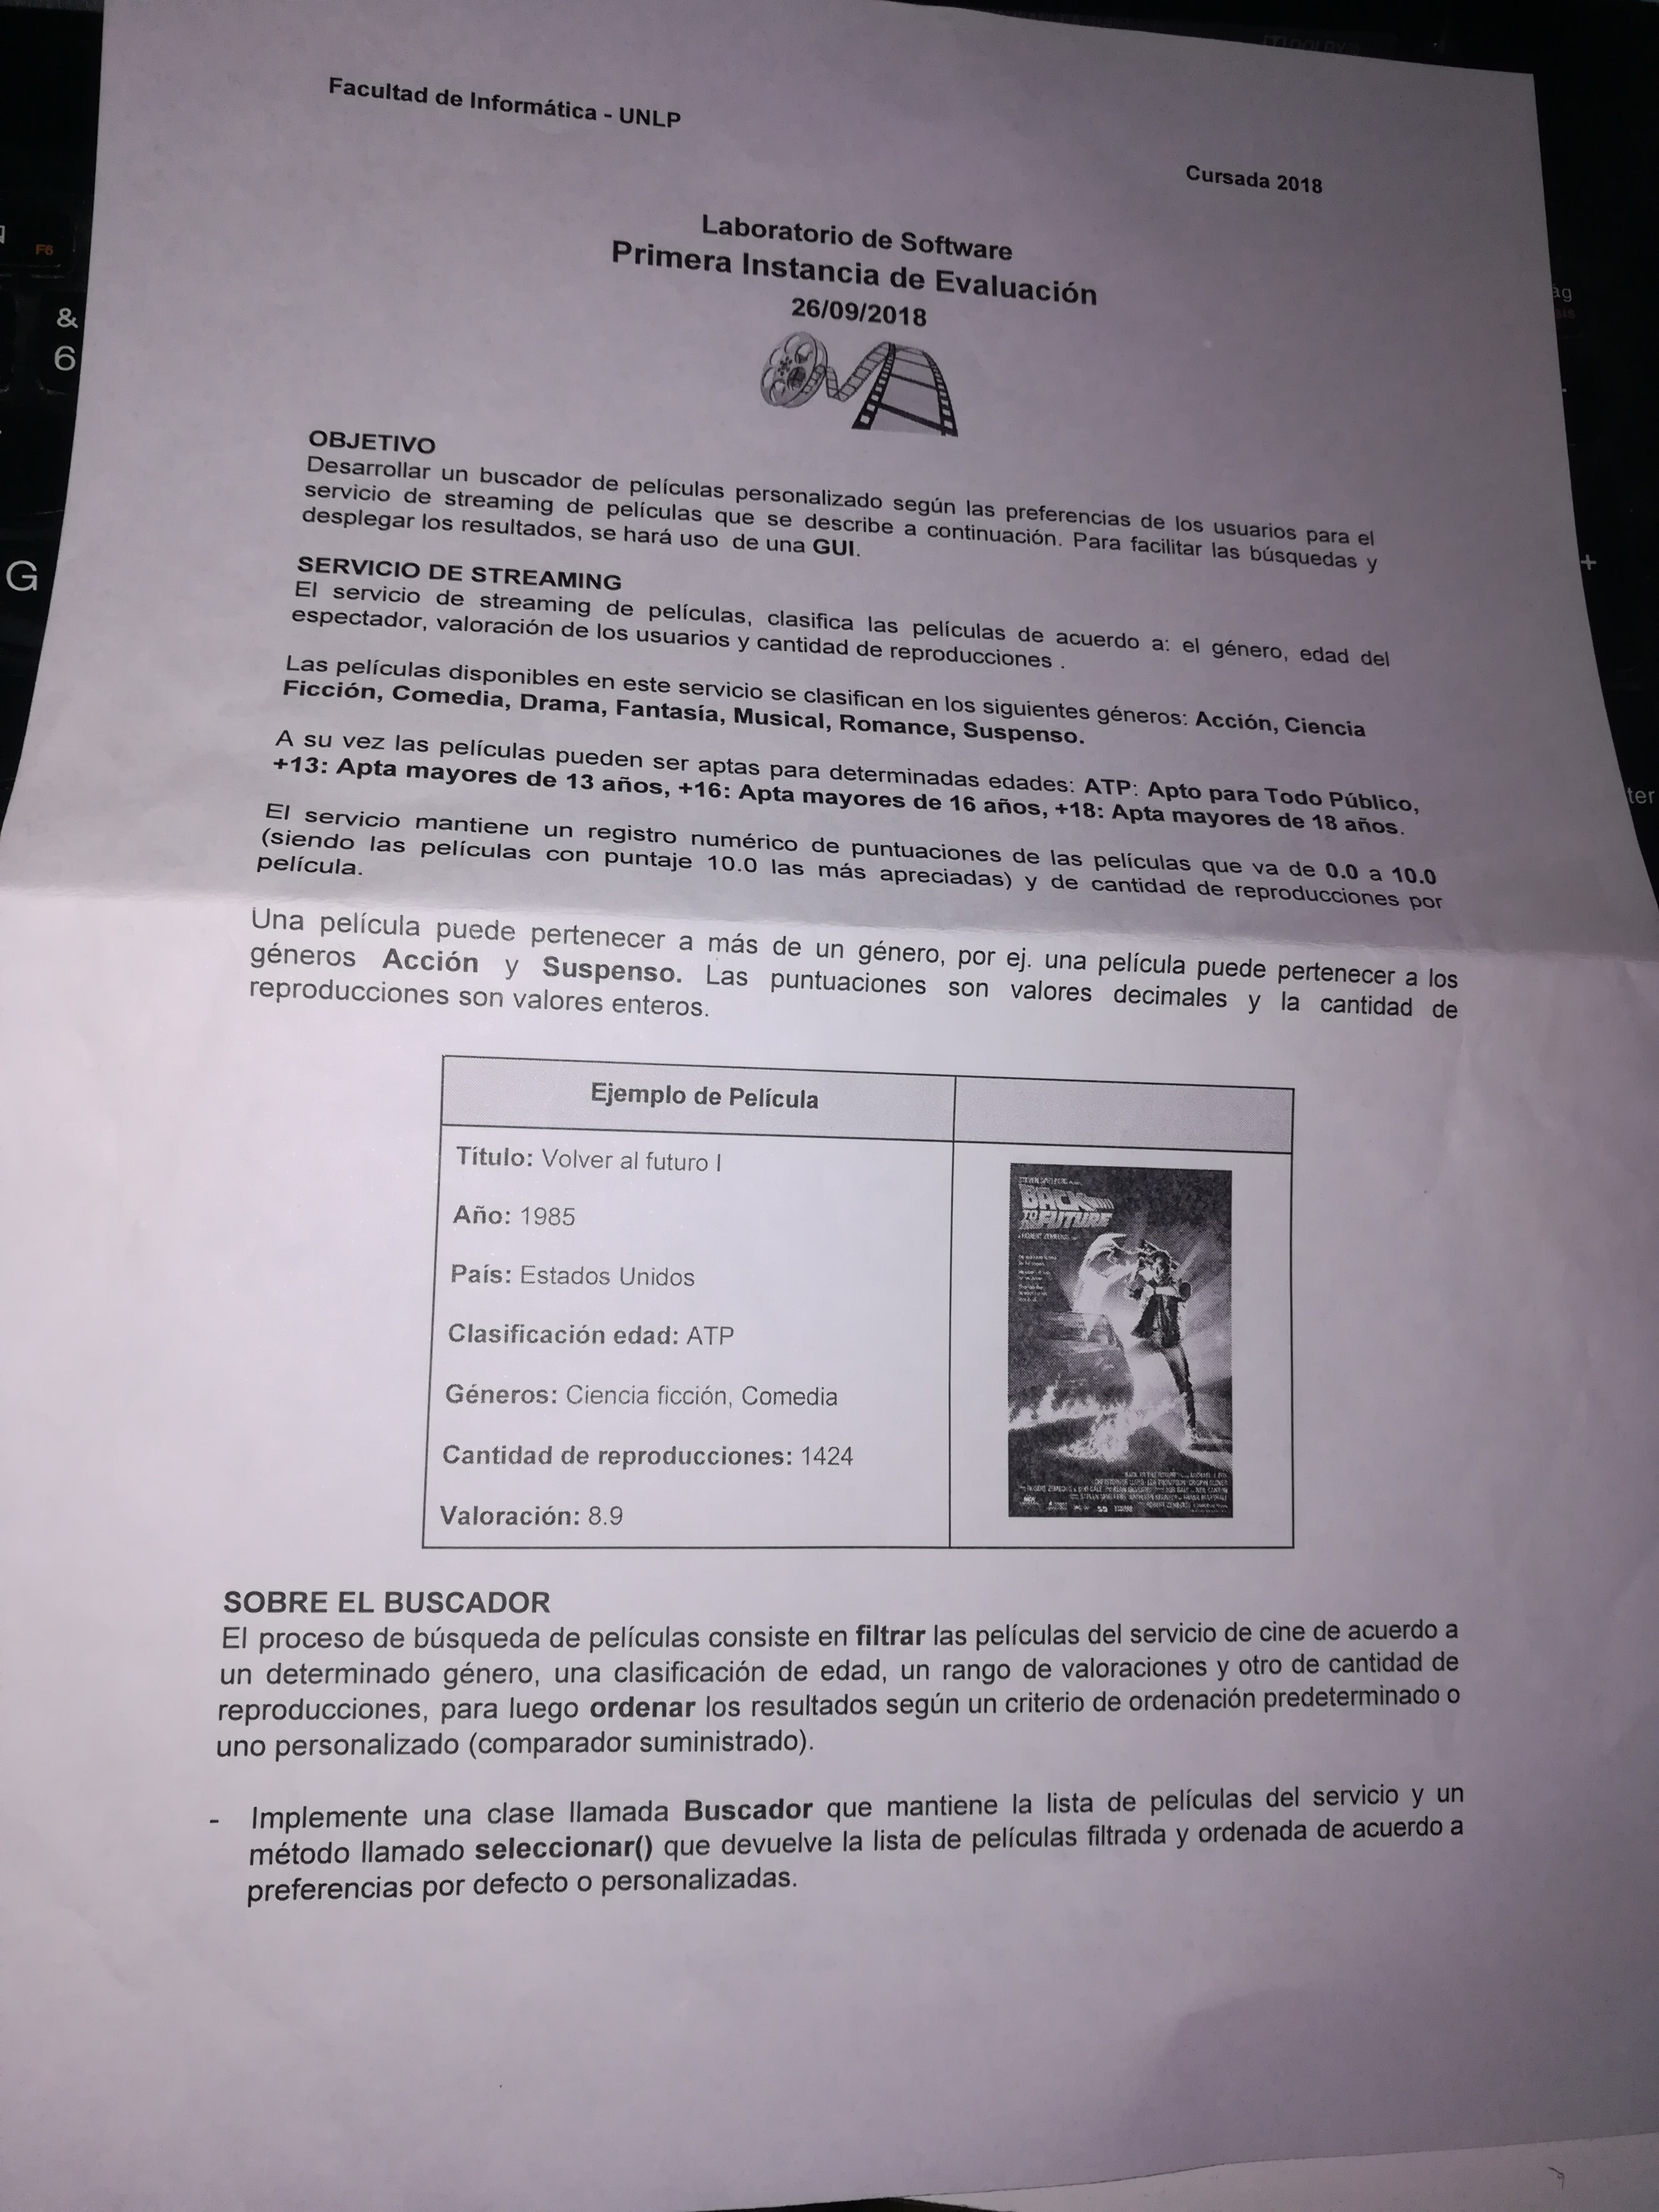 Facultad de Informática - UNLP
Cursada 2018
Laboratorio de Software
Primera Instancia de Evaluación
26/09/2018
OBJETIVO
Desarrollar un buscador de películas personalizado según las preferencias de los usuarios para el
servicio de streaming de películas que se describe a continuación. Para facilitar las búsquedas y
desplegar los resultados, se hará uso de una GUI.
SERVICIO DE STREAMING
El servicio de streaming de películas, clasifica las películas de acuerdo a: el género, edad del
espectador, valoración de los usuarios y cantidad de reproducciones .
Las películas disponibles en este servicio se clasifican en los siguientes géneros: Acción, Ciencia
Ficción, Comedia, Drama, Fantasía, Musical, Romance, Suspenso.
A su vez las películas pueden ser aptas para determinadas edades: ATP: Apto para Todo Público,
+13: Apta mayores de 13 años, +16: Apta mayores de 16 años, +18: Apta mayores de 18 años.
El servicio mantiene un registro numérico de puntuaciones de las películas que va de 0.0 a 10.0
(siendo las películas con puntaje 10.0 las más apreciadas) y de cantidad de reproducciones por
película.
Una película puede pertenecer a más de un género, por ej. una película puede pertenecer a los
géneros Acción y Suspenso. Las puntuaciones son valores decimales y la cantidad de
reproducciones son valores enteros.
Ejemplo de Película
Título: Volver al futuro I
Año: 1985
País: Estados Unidos
Clasificación edad: ATP
Géneros: Ciencia ficción, Comedia
Cantidad de reproducciones: 1424
Valoración: 8.9
BACK
TO THE FUTURE
SOBRE EL BUSCADOR
El proceso de búsqueda de películas consiste en filtrar las películas del servicio de cine de acuerdo a
un determinado género, una clasificación de edad, un rango de valoraciones y otro de cantidad de
reproducciones, para luego ordenar los resultados según un criterio de ordenación predeterminado o
uno personalizado (comparador suministrado).
- Implemente una clase llamada Buscador que mantiene la lista de películas del servicio y un
método llamado seleccionar() que devuelve la lista de películas filtrada y ordenada de acuerdo a
preferencias por defecto o personalizadas.
F6
&
6
G
+
ter